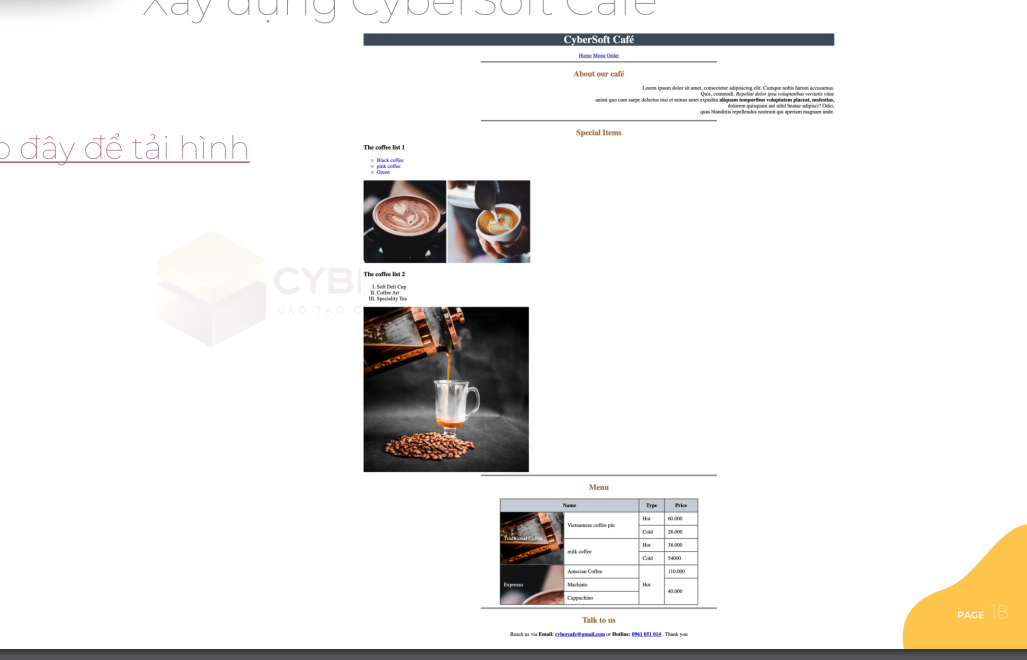 Xây dựng CyberSoft Café
CyberSoft Café
Home Menu Order
About our café
Lorem ipsum dolor sit amet, consectetur adipisicing elit. Cumque nobis harum accusamus.
Quis, commodi. Repellat dolor ipsa voluptatibus veritatis vitae
animi quo cum saepe delectus nisi et minus amet expedita aliquam temporibus voluptatem placeat, molestias,
dolorem quisquam aut nihil beatae adipisci? Odio,
quas blanditiis repellendus nostrum qui aperiam magnam unde.
Special Items
đây để tải hình
The coffee list 1
Black coffee
pink coffee
Green
The coffee list 2
I. Soft Deli Cup
II. Coffee Art
III. Speciality Tea
CYB
ĐÀO TẠO C
Menu
Name Type Price
Traditional Coffee Vietnamese coffee pin Hot 60.000
Cold 28.000
milk coffee Hot 38.000
Cold 54000
Expresso Amecian Coffee Hot 110.000
Machiato 40.000
Cappuchino
Talk to us
Reach us via Email: cybercafe@gmail.com or Hotline: 0961 051 014 . Thank you
PAGE 18